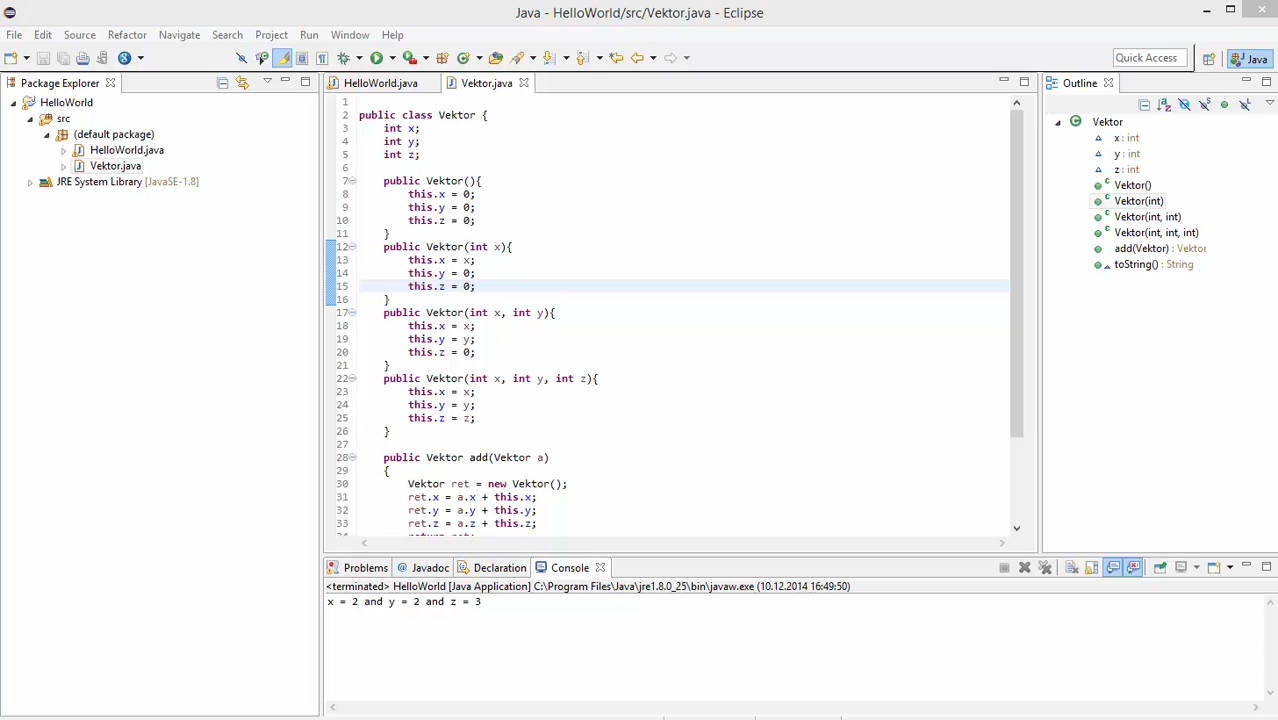 Java - HelloWorld/src/Vektor.java - Eclipse
File Edit Source Refactor Navigate Search Project Run Window Help
Quick Access Java
Package Explorer
HelloWorld
src
(default package)
HelloWorld.java
Vektor.java
JRE System Library [JavaSE-1.8]
HelloWorld.java Vektor.java
1
2 public class Vektor {
3 int x;
4 int y;
5 int z;
6
7 public Vektor(){
8 this.x = 0;
9 this.y = 0;
10 this.z = 0;
11 }
12 public Vektor(int x){
13 this.x = x;
14 this.y = 0;
15 this.z = 0;
16 }
17 public Vektor(int x, int y){
18 this.x = x;
19 this.y = y;
20 this.z = 0;
21 }
22 public Vektor(int x, int y, int z){
23 this.x = x;
24 this.y = y;
25 this.z = z;
26 }
27
28 public Vektor add(Vektor a)
29 {
30 Vektor ret = new Vektor();
31 ret.x = a.x + this.x;
32 ret.y = a.y + this.y;
33 ret.z = a.z + this.z;
Outline
Vektor
x : int
y : int
z : int
Vektor()
Vektor(int)
Vektor(int, int)
Vektor(int, int, int)
add(Vektor) : Vektor
toString() : String
Problems Javadoc Declaration Console
<terminated> HelloWorld [Java Application] C:\Program Files\Java\jre1.8.0_25\bin\javaw.exe (10.12.2014 16:49:50)
x = 2 and y = 2 and z = 3